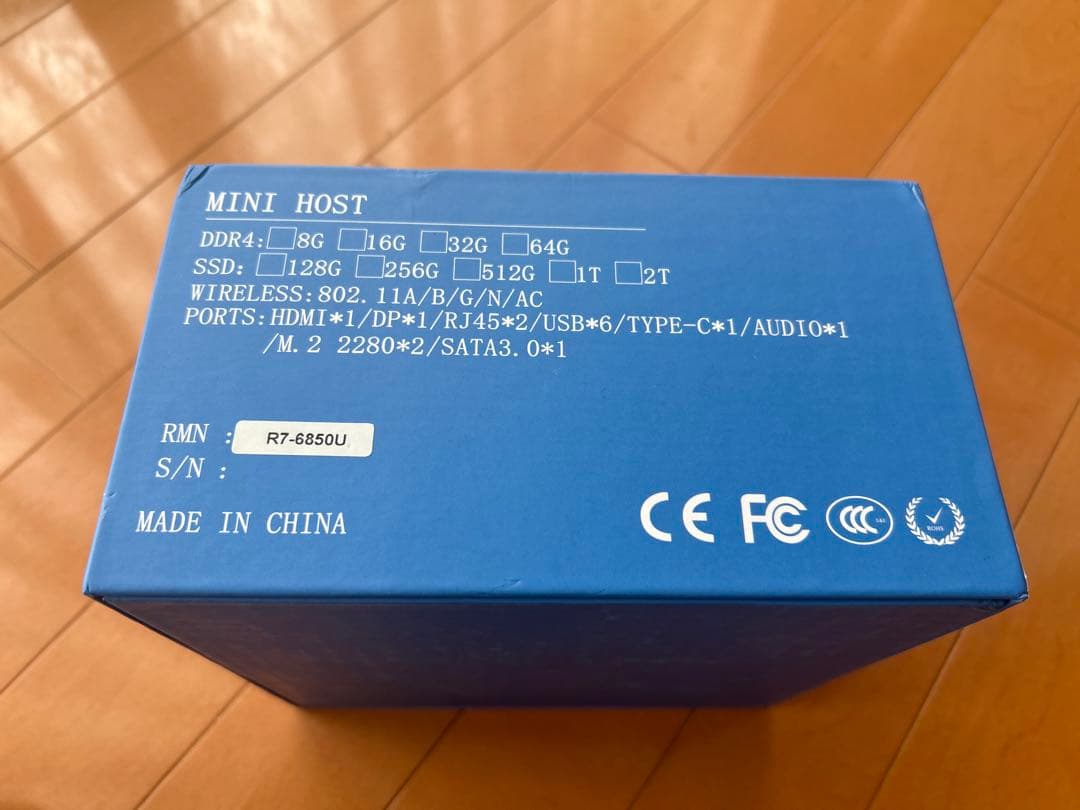 MINI HOST
DDR4:□8G □16G □32G □64G
SSD: □128G □256G □512G □1T □2T
WIRELESS:802.11A/B/G/N/AC
PORTS:HDMI*1/DP*1/RJ45*2/USB*6/TYPE-C*1/AUDIO*1
/M.2 2280*2/SATA3.0*1
RMN : R7-6850U
S/N :
MADE IN CHINA
CE FC CCC ROHS